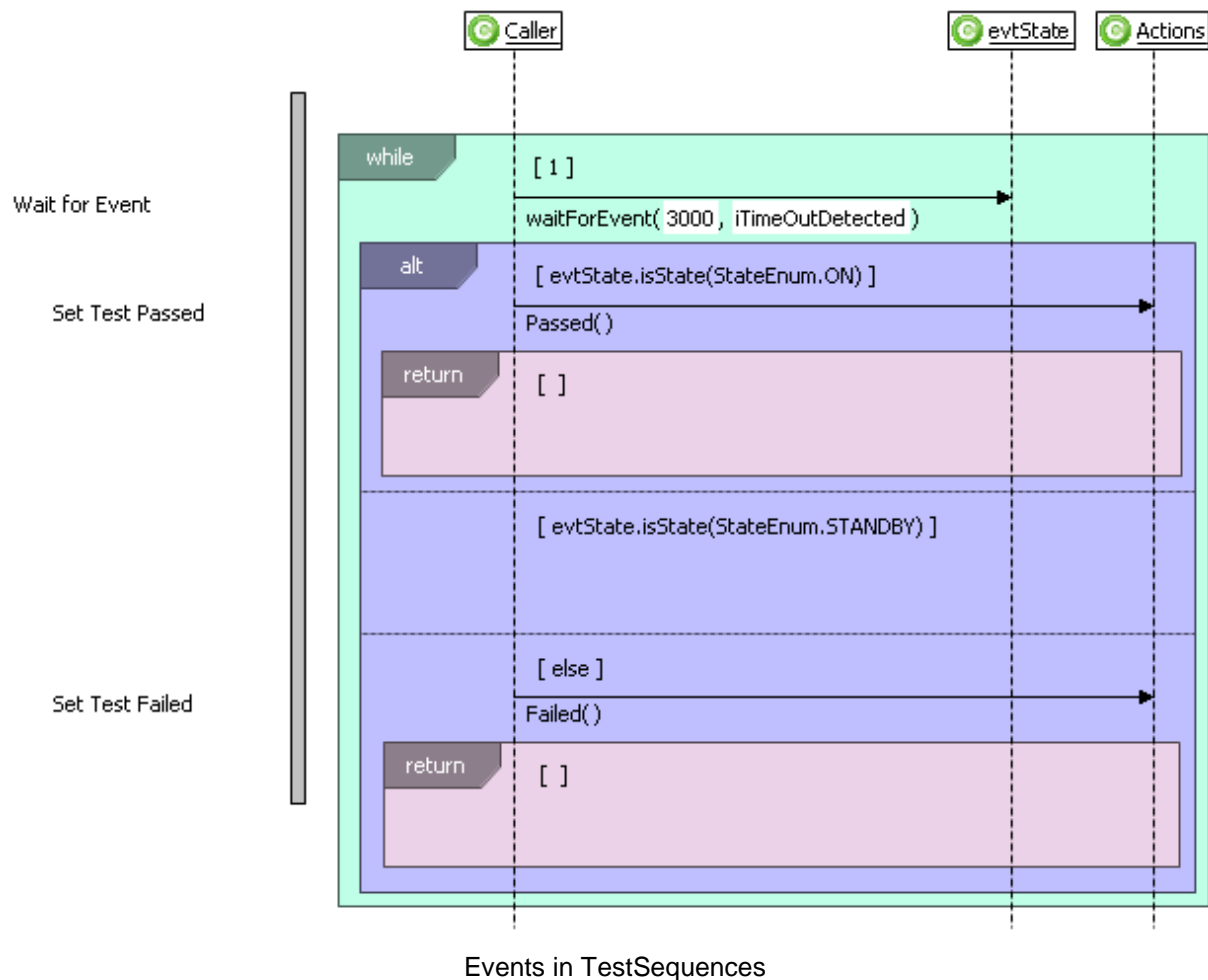 Caller
evtState
Actions
while
[ 1 ]
Wait for Event
waitForEvent( 3000, iTimeOutDetected )
alt
[ evtState.isState(StateEnum.ON) ]
Set Test Passed
Passed( )
return
[ ]
[ evtState.isState(StateEnum.STANDBY) ]
[ else ]
Set Test Failed
Failed( )
return
[ ]
Events in TestSequences